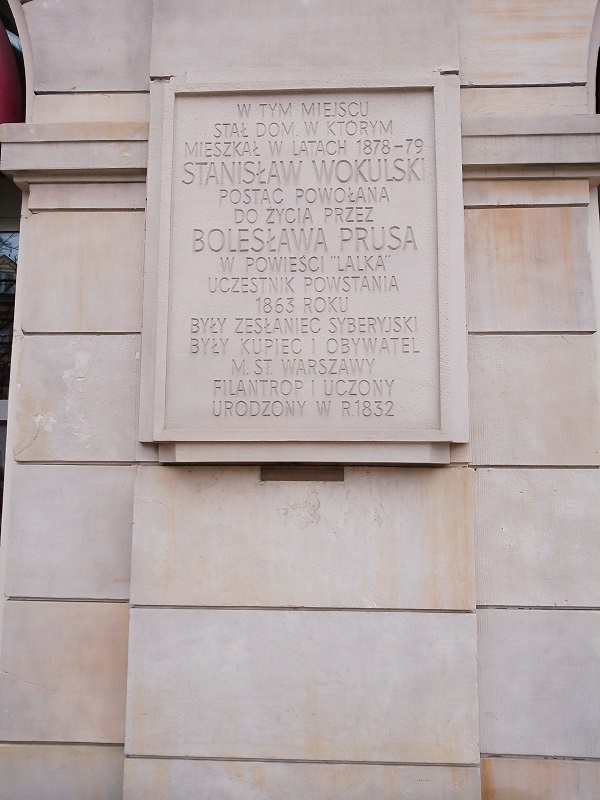 W TYM MIEJSCU
STAŁ DOM, W KTÓRYM
MIESZKAŁ W LATACH 1878-79
STANISŁAW WOKULSKI
POSTAĆ POWOŁANA
DO ŻYCIA PRZEZ
BOLESŁAWA PRUSA
W POWIEŚCI "LALKA"
UCZESTNIK POWSTANIA
1863 ROKU
BYŁY ZESŁANIEC SYBERYJSKI
BYŁY KUPIEC I OBYWATEL
M. ST. WARSZAWY
FILANTROP I UCZONY
URODZONY W R.1832